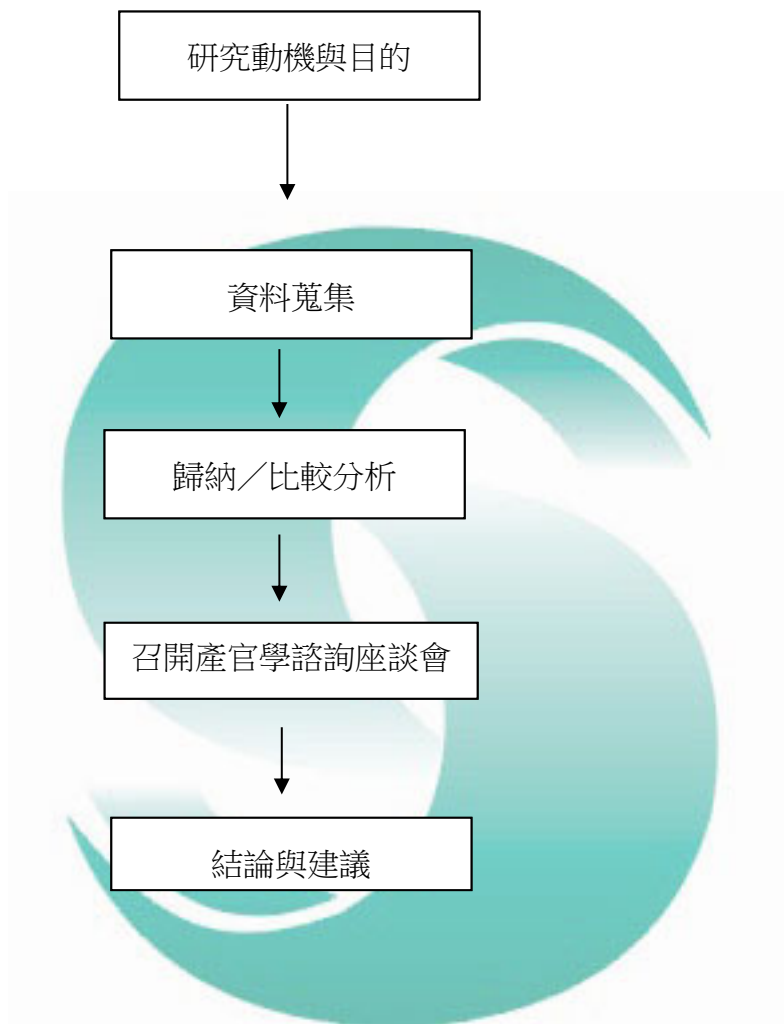 研究動機與目的
資料蒐集
歸納／比較分析
召開產官學諮詢座談會
結論與建議